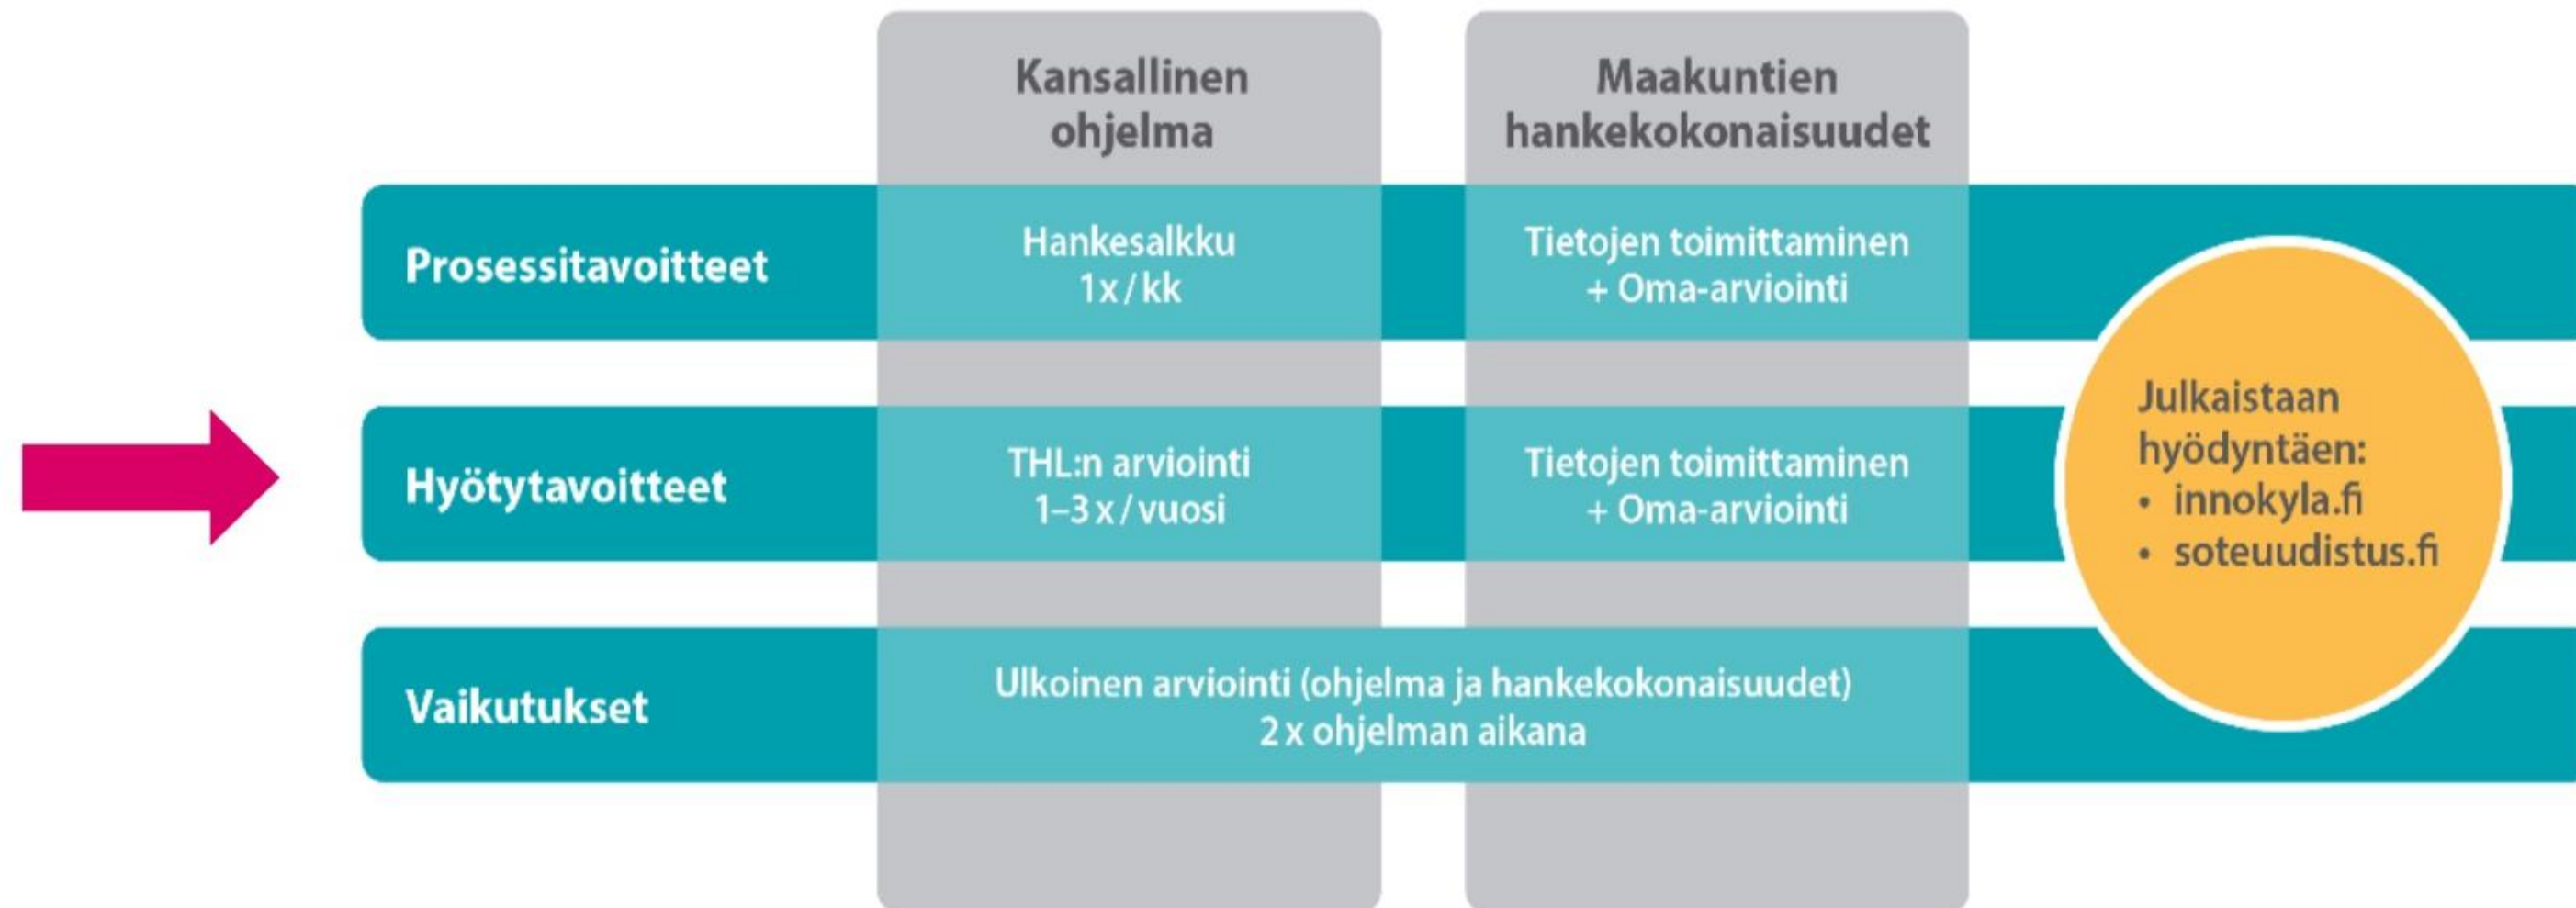 Kansallinen
ohjelma
Maakuntien
hankekokonaisuudet
Prosessitavoitteet
Hankesalkku
1x / kk
Tietojen toimittaminen
+ Oma-arviointi
Hyötytavoitteet
THL:n arviointi
1–3 x / vuosi
Tietojen toimittaminen
+ Oma-arviointi
Vaikutukset
Ulkoinen arviointi (ohjelma ja hankekokonaisuudet)
2 x ohjelman aikana
Julkaistaan
hyödyntäen:
• innokyla.fi
• soteuudistus.fi